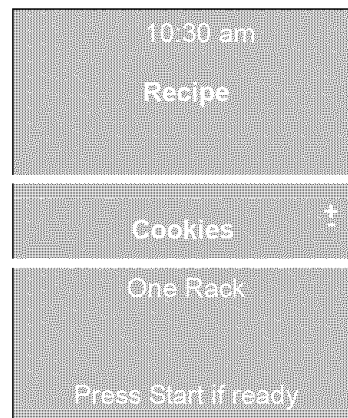 10:30 am
Recipe
+
-
Cookies
One Rack
Press Start if ready